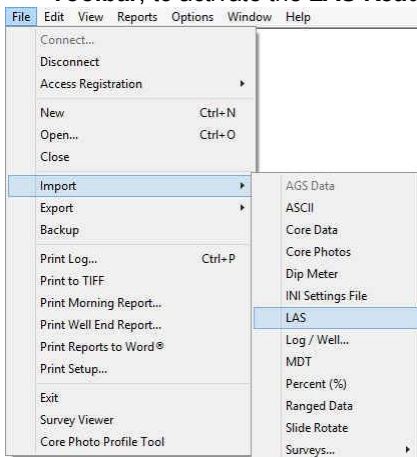 Toolbar, to activate the LAS
File Edit View Reports Options Window Help
Connect...
Disconnect
Access Registration
New Ctrl+N
Open... Ctrl+O
Close
Import
Export
Backup
Print Log... Ctrl+P
Print to TIFF
Print Morning Report...
Print Well End Report...
Print Reports to Word®
Print Setup...
Exit
Survey Viewer
Core Photo Profile Tool
AGS Data
ASCII
Core Data
Core Photos
Dip Meter
INI Settings File
LAS
Log / Well...
MDT
Percent (%)
Ranged Data
Slide Rotate
Surveys...